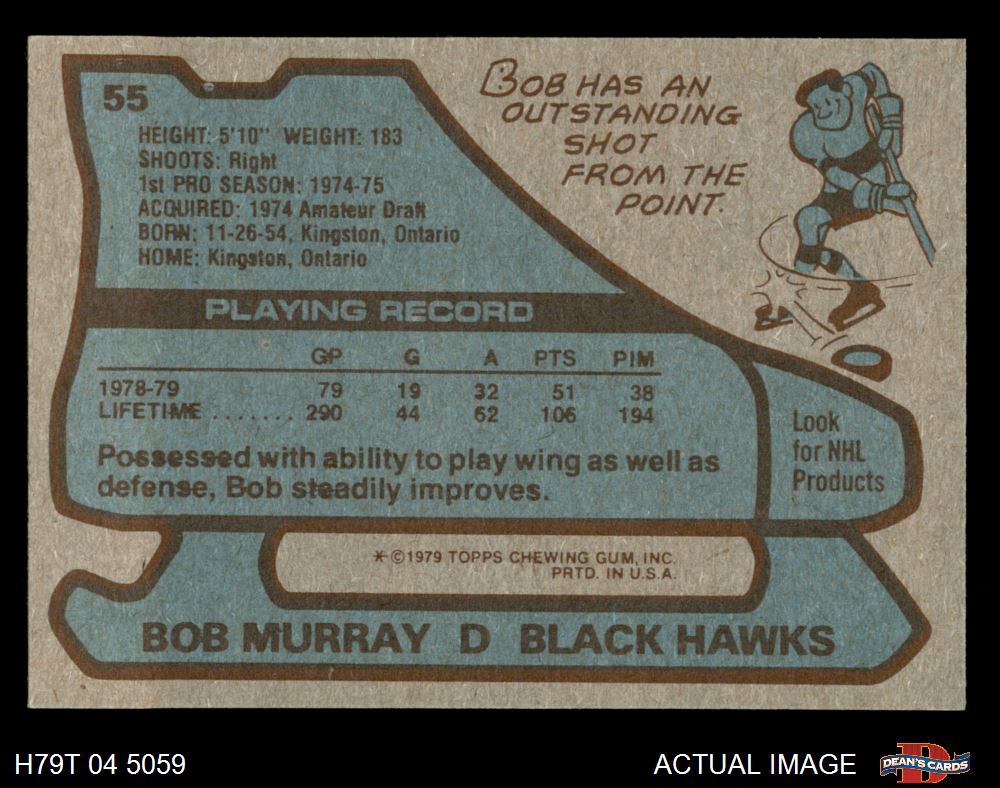 55
HEIGHT: 5'10" WEIGHT: 183
SHOOTS: Right
1st PRO SEASON: 1974-75
ACQUIRED: 1974 Amateur Draft
BORN: 11-26-54, Kingston, Ontario
HOME: Kingston, Ontario
BOB HAS AN
OUTSTANDING
SHOT
FROM THE
POINT.
PLAYING RECORD
GP G A PTS PIM
1978-79 79 19 32 51 38
LIFETIME ....... 290 44 62 106 194
Possessed with ability to play wing as well as
defense, Bob steadily improves.
Look
for NHL
Products
*©1979 TOPPS CHEWING GUM, INC.
PRTD. IN U.S.A.
BOB MURRAY D BLACK HAWKS
H79T 04 5059
ACTUAL IMAGE
DEAN'S CARDS